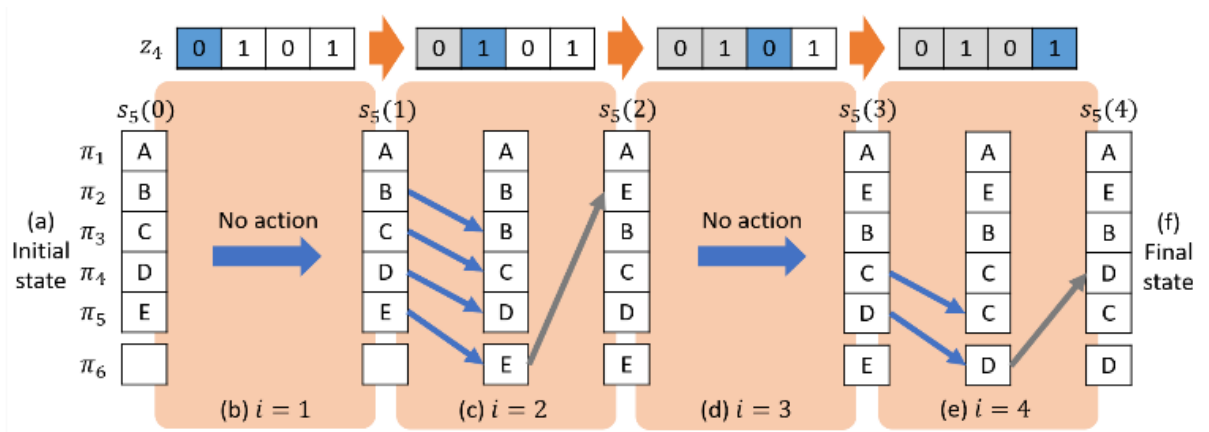 z₄ 0 1 0 1 0 1 0 1 0 1 0 1 0 1 0 1
s₅(0) s₅(1) s₅(2) s₅(3) s₅(4)
π₁ A A A A A A A
π₂ B B B E E E E
π₃ C C B B B B B
π₄ D D C C C C D
π₅ E E D D D C C
π₆ E E E D D
(a)
Initial
state
No action
No action
(f)
Final
state
(b) i = 1 (c) i = 2 (d) i = 3 (e) i = 4